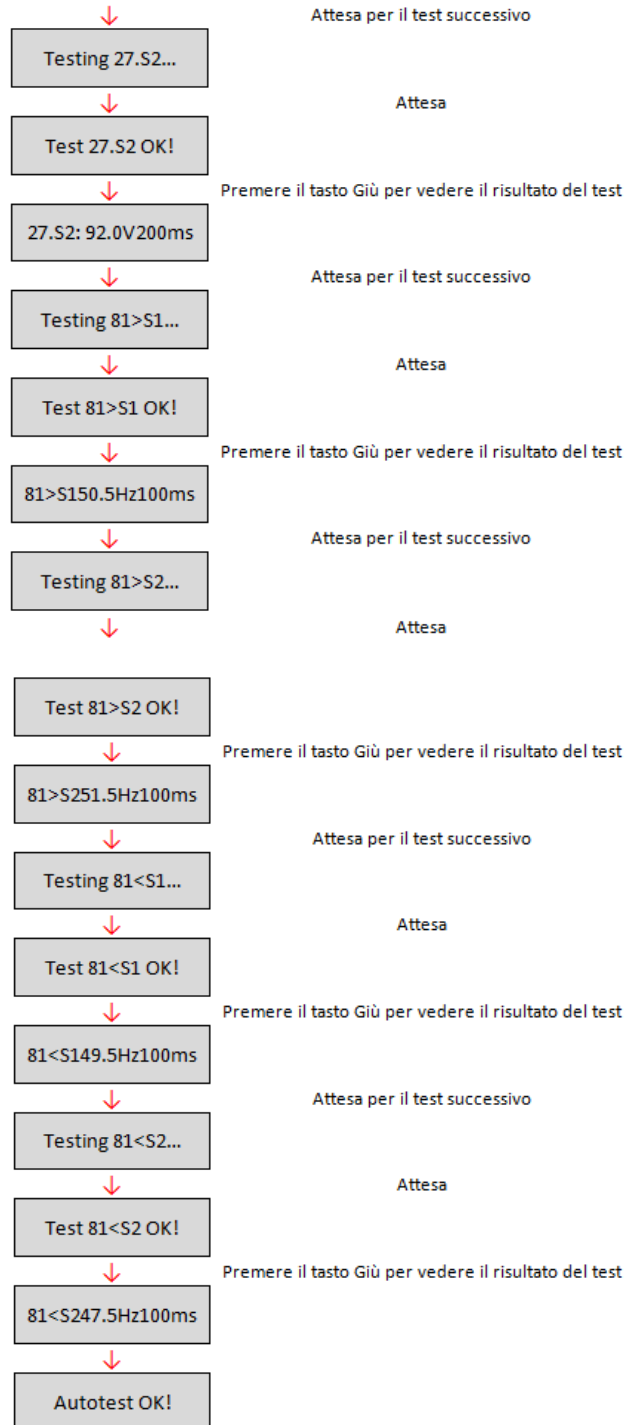 Attesa per il test successivo
Testing 27.S2...
Attesa
Test 27.S2 OK!
Premere il tasto Giù per vedere il risultato del test
27.S2: 92.0V200ms
Attesa per il test successivo
Testing 81>S1...
Attesa
Test 81>S1 OK!
Premere il tasto Giù per vedere il risultato del test
81>S150.5Hz100ms
Attesa per il test successivo
Testing 81>S2...
Attesa
Test 81>S2 OK!
Premere il tasto Giù per vedere il risultato del test
81>S251.5Hz100ms
Attesa per il test successivo
Testing 81<S1...
Attesa
Test 81<S1 OK!
Premere il tasto Giù per vedere il risultato del test
81<S149.5Hz100ms
Attesa per il test successivo
Testing 81<S2...
Attesa
Test 81<S2 OK!
Premere il tasto Giù per vedere il risultato del test
81<S247.5Hz100ms
Autotest OK!